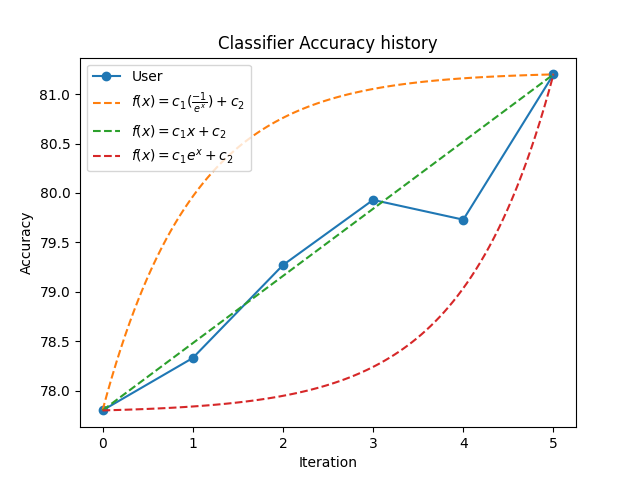 Classifier Accuracy history
User
f(x) = c₁(−1/eˣ) + c₂
f(x) = c₁x + c₂
f(x) = c₁eˣ + c₂
81.0
80.5
80.0
79.5
79.0
78.5
78.0
Accuracy
0 1 2 3 4 5
Iteration